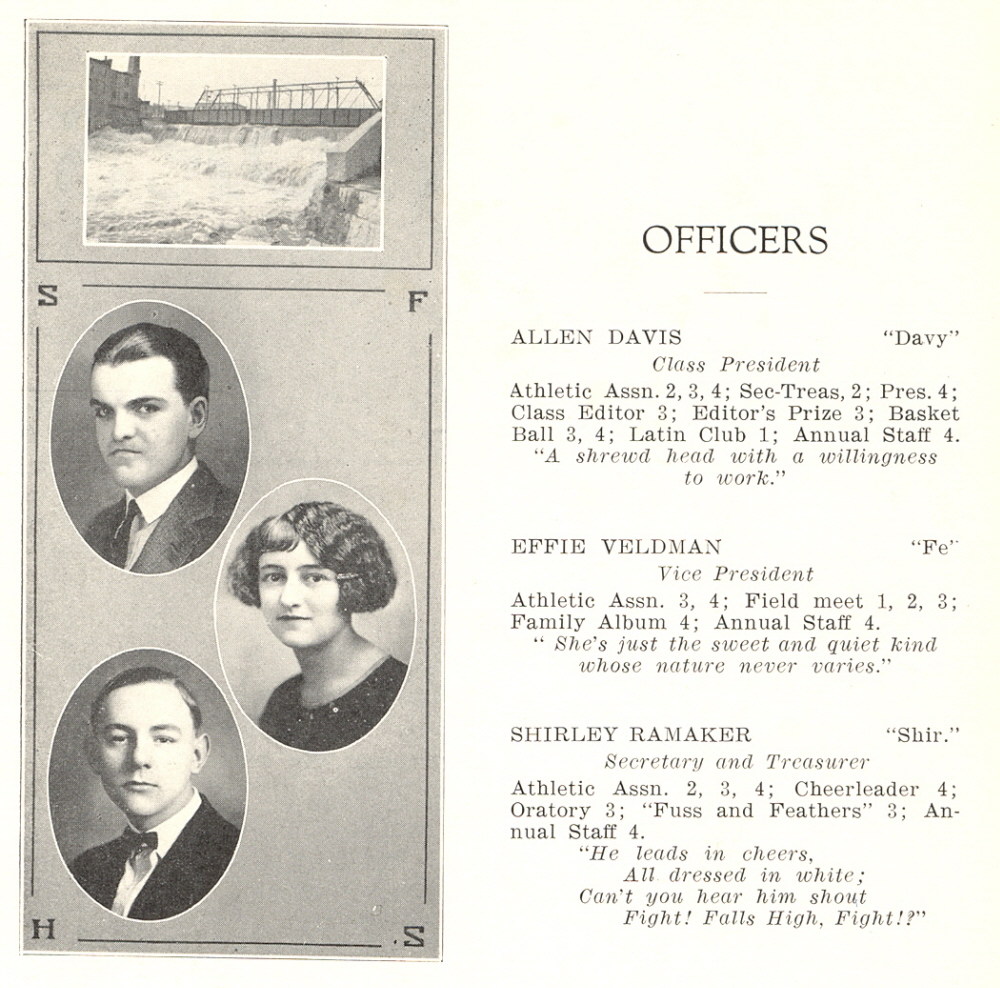 S F
H S
OFFICERS
ALLEN DAVIS "Davy"
Class President
Athletic Assn. 2, 3, 4; Sec-Treas, 2; Pres. 4;
Class Editor 3; Editor's Prize 3; Basket
Ball 3, 4; Latin Club 1; Annual Staff 4.
"A shrewd head with a willingness
to work."
EFFIE VELDMAN "Fe"
Vice President
Athletic Assn. 3, 4; Field meet 1, 2, 3;
Family Album 4; Annual Staff 4.
" She's just the sweet and quiet kind
whose nature never varies."
SHIRLEY RAMAKER "Shir."
Secretary and Treasurer
Athletic Assn. 2, 3, 4; Cheerleader 4;
Oratory 3; "Fuss and Feathers" 3; An-
nual Staff 4.
"He leads in cheers,
All dressed in white;
Can't you hear him shout
Fight! Falls High, Fight!?"